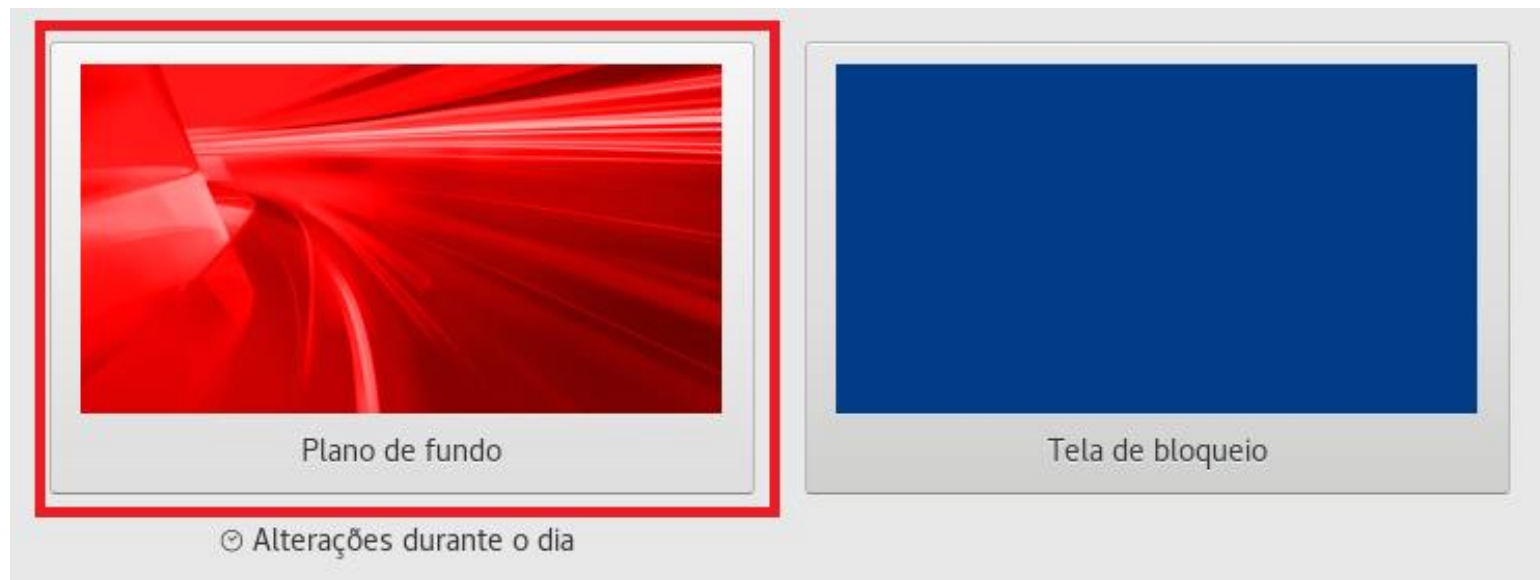 Plano de fundo
Tela de bloqueio
Alterações durante o dia